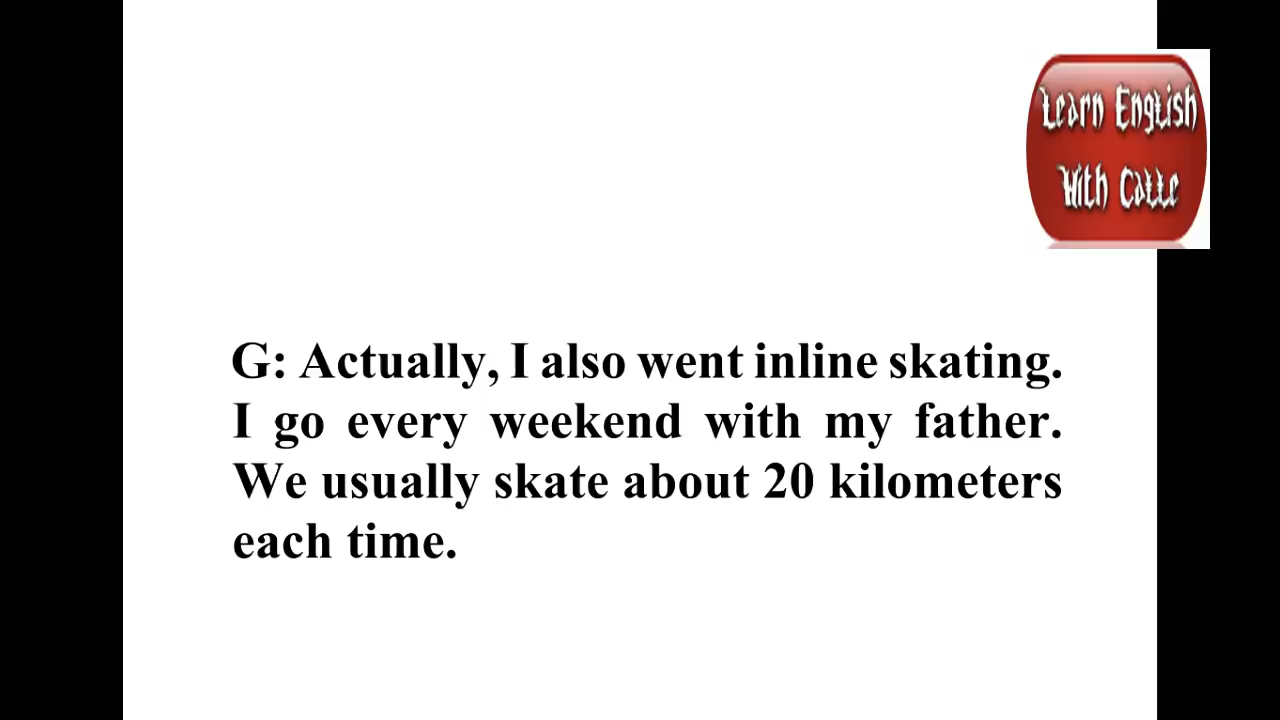 Learn English
With Catte
G: Actually, I also went inline skating.
I go every weekend with my father.
We usually skate about 20 kilometers
each time.